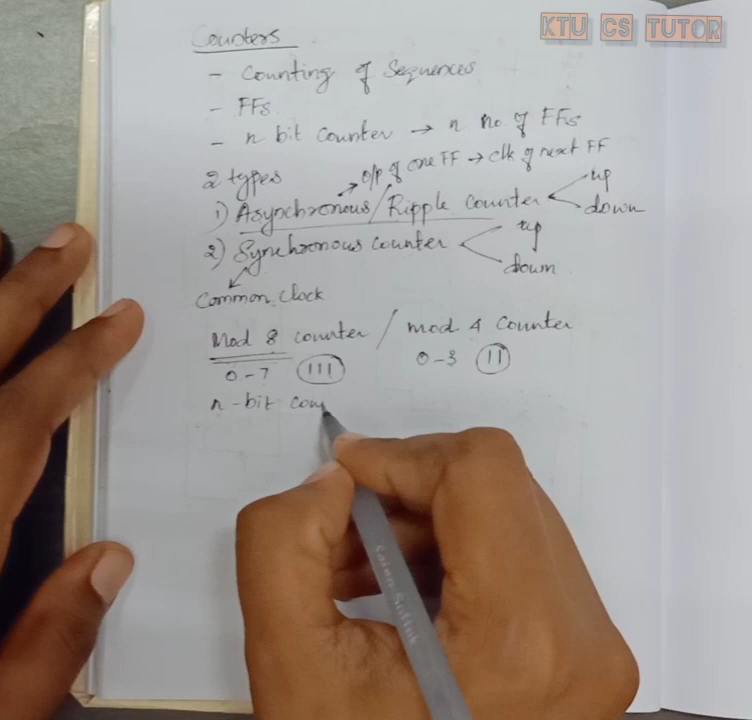 KTU CS TUTOR
Counters
- Counting of Sequences
- FFs
- n bit counter → n no. of FFs
2 types
o/p of one FF → clk of next FF
1) Asynchronous/Ripple counter
up
down
2) Synchronous counter
up
down
Common Clock
Mod 8 counter / mod 4 counter
0-7 111 0-3 11
n-bit cou